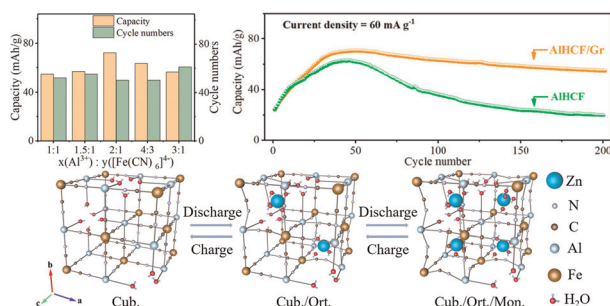 Capacity
Cycle numbers
Capacity (mAh/g)
80
40
0
80
40
0
Cycle numbers
1:1 1.5:1 2:1 4:3 3:1
x(Al³⁺) : y([Fe(CN)₆]⁴⁻)
Current density = 60 mA g⁻¹
AlHCF/Gr
AlHCF
Capacity (mAh/g)
90
60
30
0
0 50 100 150 200
Cycle number
Discharge
Charge
Discharge
Charge
Zn
N
C
Al
Fe
H₂O
b
c
a
Cub.
Cub./Ort.
Cub./Ort./Mon.